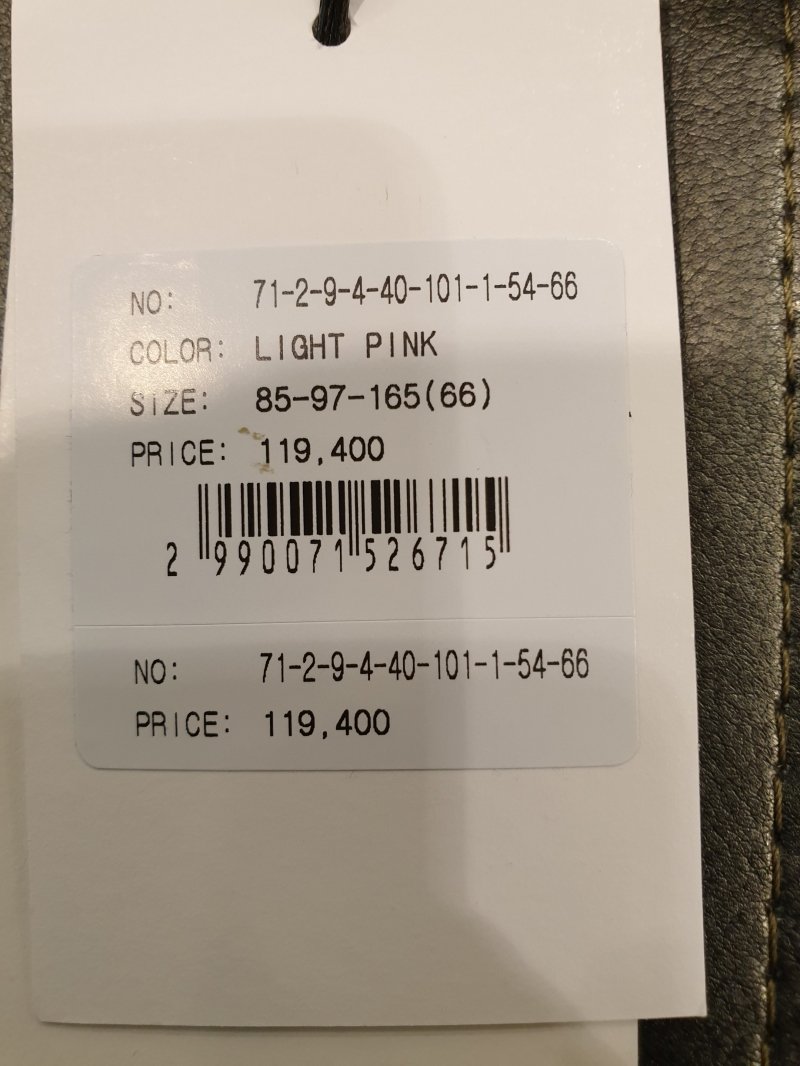 NO: 71-2-9-4-40-101-1-54-66
COLOR: LIGHT PINK
SIZE: 85-97-165(66)
PRICE: 119,400
2 990071 526715
NO: 71-2-9-4-40-101-1-54-66
PRICE: 119,400